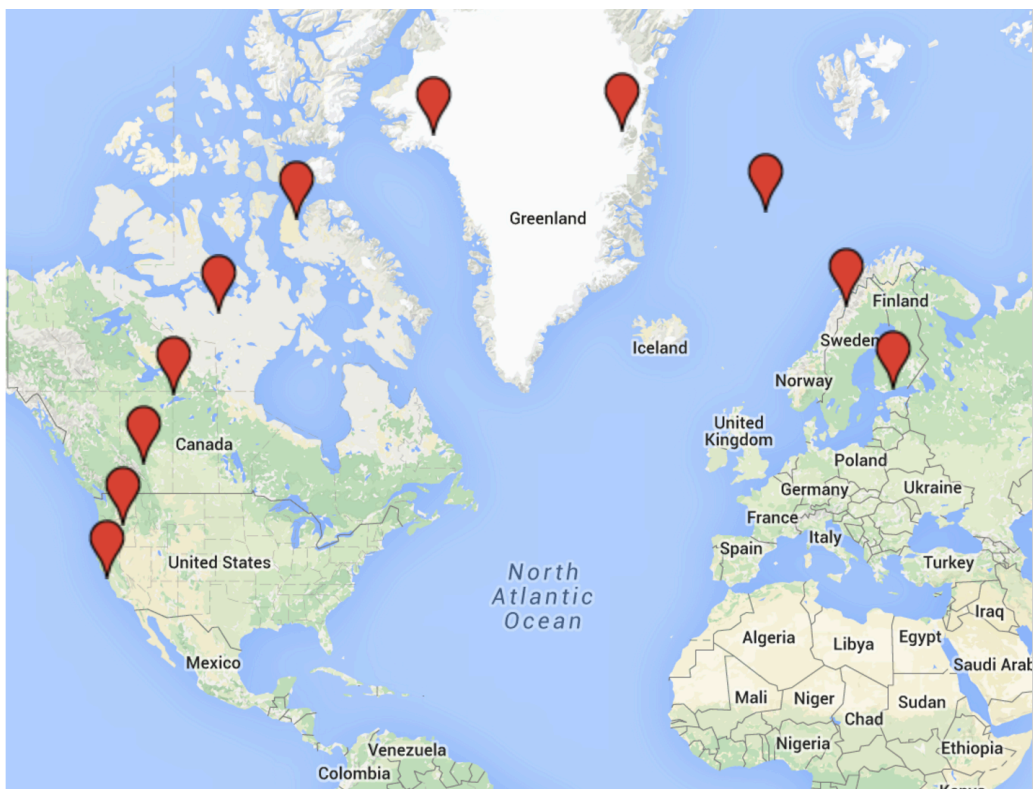 Greenland
Finland
Sweden
Iceland
Norway
United
Kingdom
Canada
Poland
Germany
Ukraine
France
Italy
Spain
Turkey
United States
North
Atlantic
Ocean
Iraq
Algeria
Libya
Egypt
Mexico
Saudi Arab
Mali
Niger
Sudan
Chad
Nigeria
Ethiopia
Venezuela
Colombia